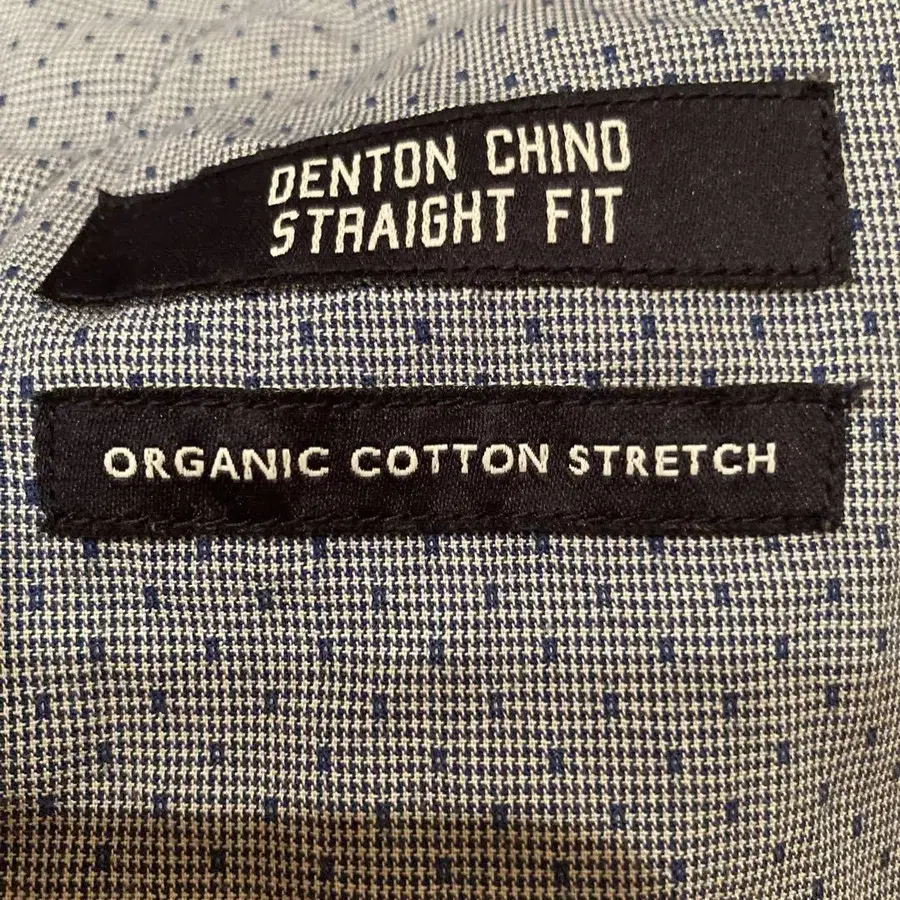 DENTON CHINO
STRAIGHT FIT
ORGANIC COTTON STRETCH